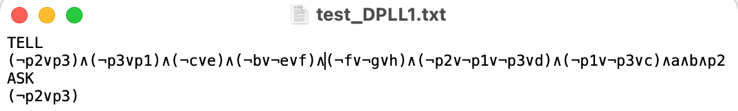 test_DPLL1.txt
TELL
(¬p2∨p3)∧(¬p3∨p1)∧(¬c∨e)∧(¬b∨¬e∨f)∧(¬f∨¬g∨h)∧(¬p2∨¬p1∨¬p3∨d)∧(¬p1∨¬p3∨c)∧a∧b∧p2
ASK
(¬p2∨p3)